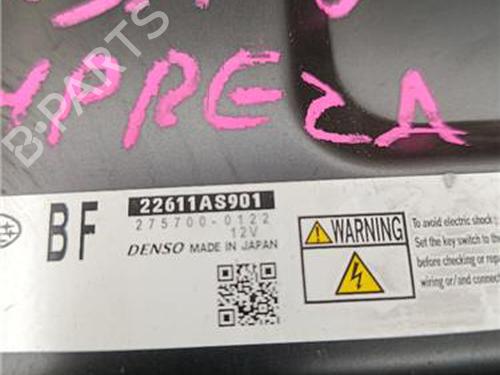 IMPREZA
B-PARTS
BF
22611AS901
275700-0122
12V
DENSO MADE IN JAPAN
WARNING
To avoid electric shock
Set the key switch to the
before checking or repa
wiring or/and connec